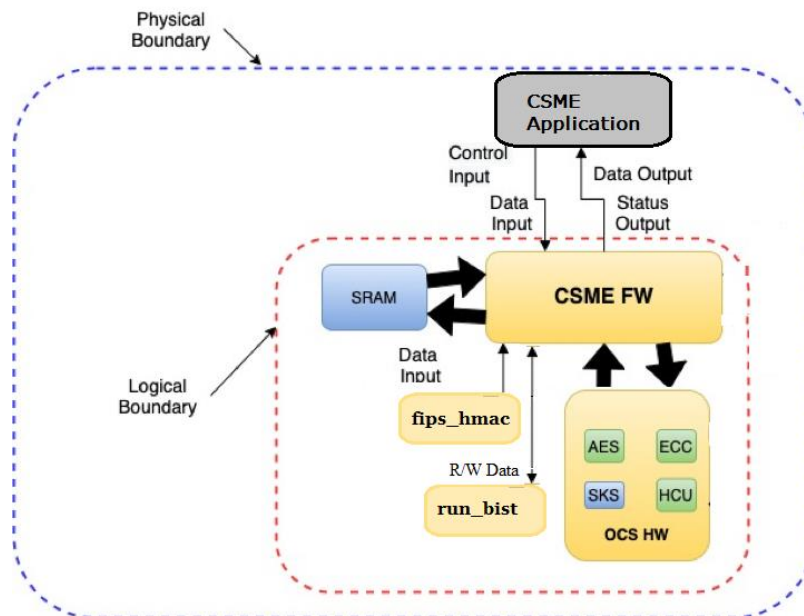 Physical
Boundary
CSME
Application
Control
Input
Data Output
Data
Input
Status
Output
SRAM
CSME FW
Data
Input
Logical
Boundary
fips_hmac
AES
ECC
R/W Data
SKS
HCU
run_bist
OCS HW